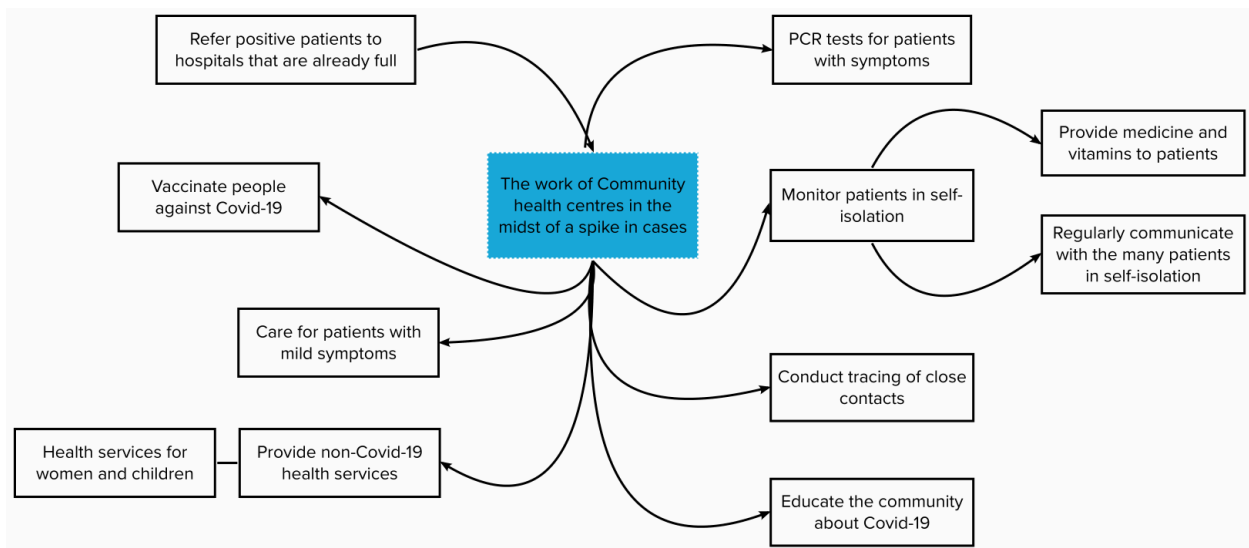 Refer positive patients to
hospitals that are already full
PCR tests for patients
with symptoms
Provide medicine and
vitamins to patients
The work of Community
health centres in the
midst of a spike in cases
Vaccinate people
against Covid-19
Monitor patients in self-
isolation
Regularly communicate
with the many patients
in self-isolation
Care for patients with
mild symptoms
Conduct tracing of close
contacts
Health services for
women and children
Provide non-Covid-19
health services
Educate the community
about Covid-19